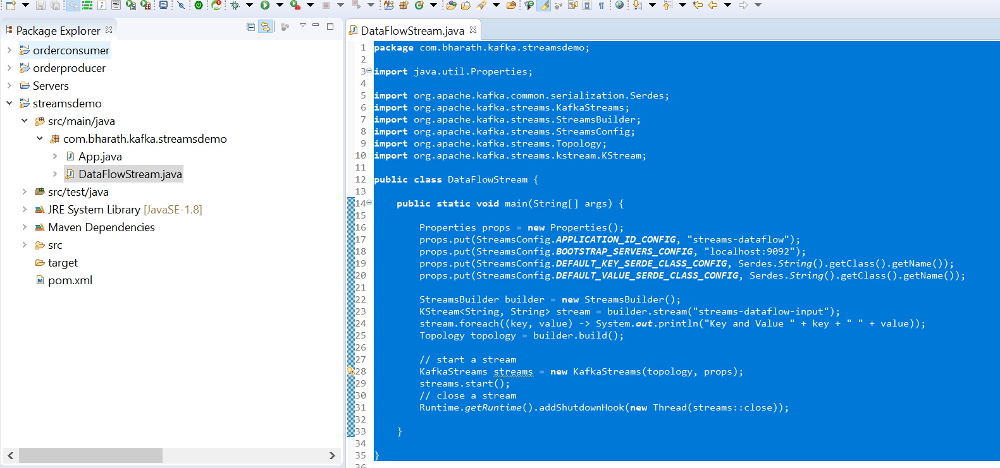 Package Explorer
orderconsumer
orderproducer
Servers
streamsdemo
src/main/java
com.bharath.kafka.streamsdemo
App.java
DataFlowStream.java
src/test/java
JRE System Library [JavaSE-1.8]
Maven Dependencies
src
target
pom.xml
DataFlowStream.java
1 package com.bharath.kafka.streamsdemo;
2
3 import java.util.Properties;
4
5 import org.apache.kafka.common.serialization.Serdes;
6 import org.apache.kafka.streams.KafkaStreams;
7 import org.apache.kafka.streams.StreamsBuilder;
8 import org.apache.kafka.streams.StreamsConfig;
9 import org.apache.kafka.streams.Topology;
10 import org.apache.kafka.streams.kstream.KStream;
11
12 public class DataFlowStream {
13
14     public static void main(String[] args) {
15
16         Properties props = new Properties();
17         props.put(StreamsConfig.APPLICATION_ID_CONFIG, "streams-dataflow");
18         props.put(StreamsConfig.BOOTSTRAP_SERVERS_CONFIG, "localhost:9092");
19         props.put(StreamsConfig.DEFAULT_KEY_SERDE_CLASS_CONFIG, Serdes.String().getClass().getName());
20         props.put(StreamsConfig.DEFAULT_VALUE_SERDE_CLASS_CONFIG, Serdes.String().getClass().getName());
21
22         StreamsBuilder builder = new StreamsBuilder();
23         KStream<String, String> stream = builder.stream("streams-dataflow-input");
24         stream.foreach((key, value) -> System.out.println("Key and Value " + key + " " + value));
25         Topology topology = builder.build();
26
27         // start a stream
28         KafkaStreams streams = new KafkaStreams(topology, props);
29         streams.start();
30         // close a stream
31         Runtime.getRuntime().addShutdownHook(new Thread(streams::close));
32
33     }
34
35 }
36